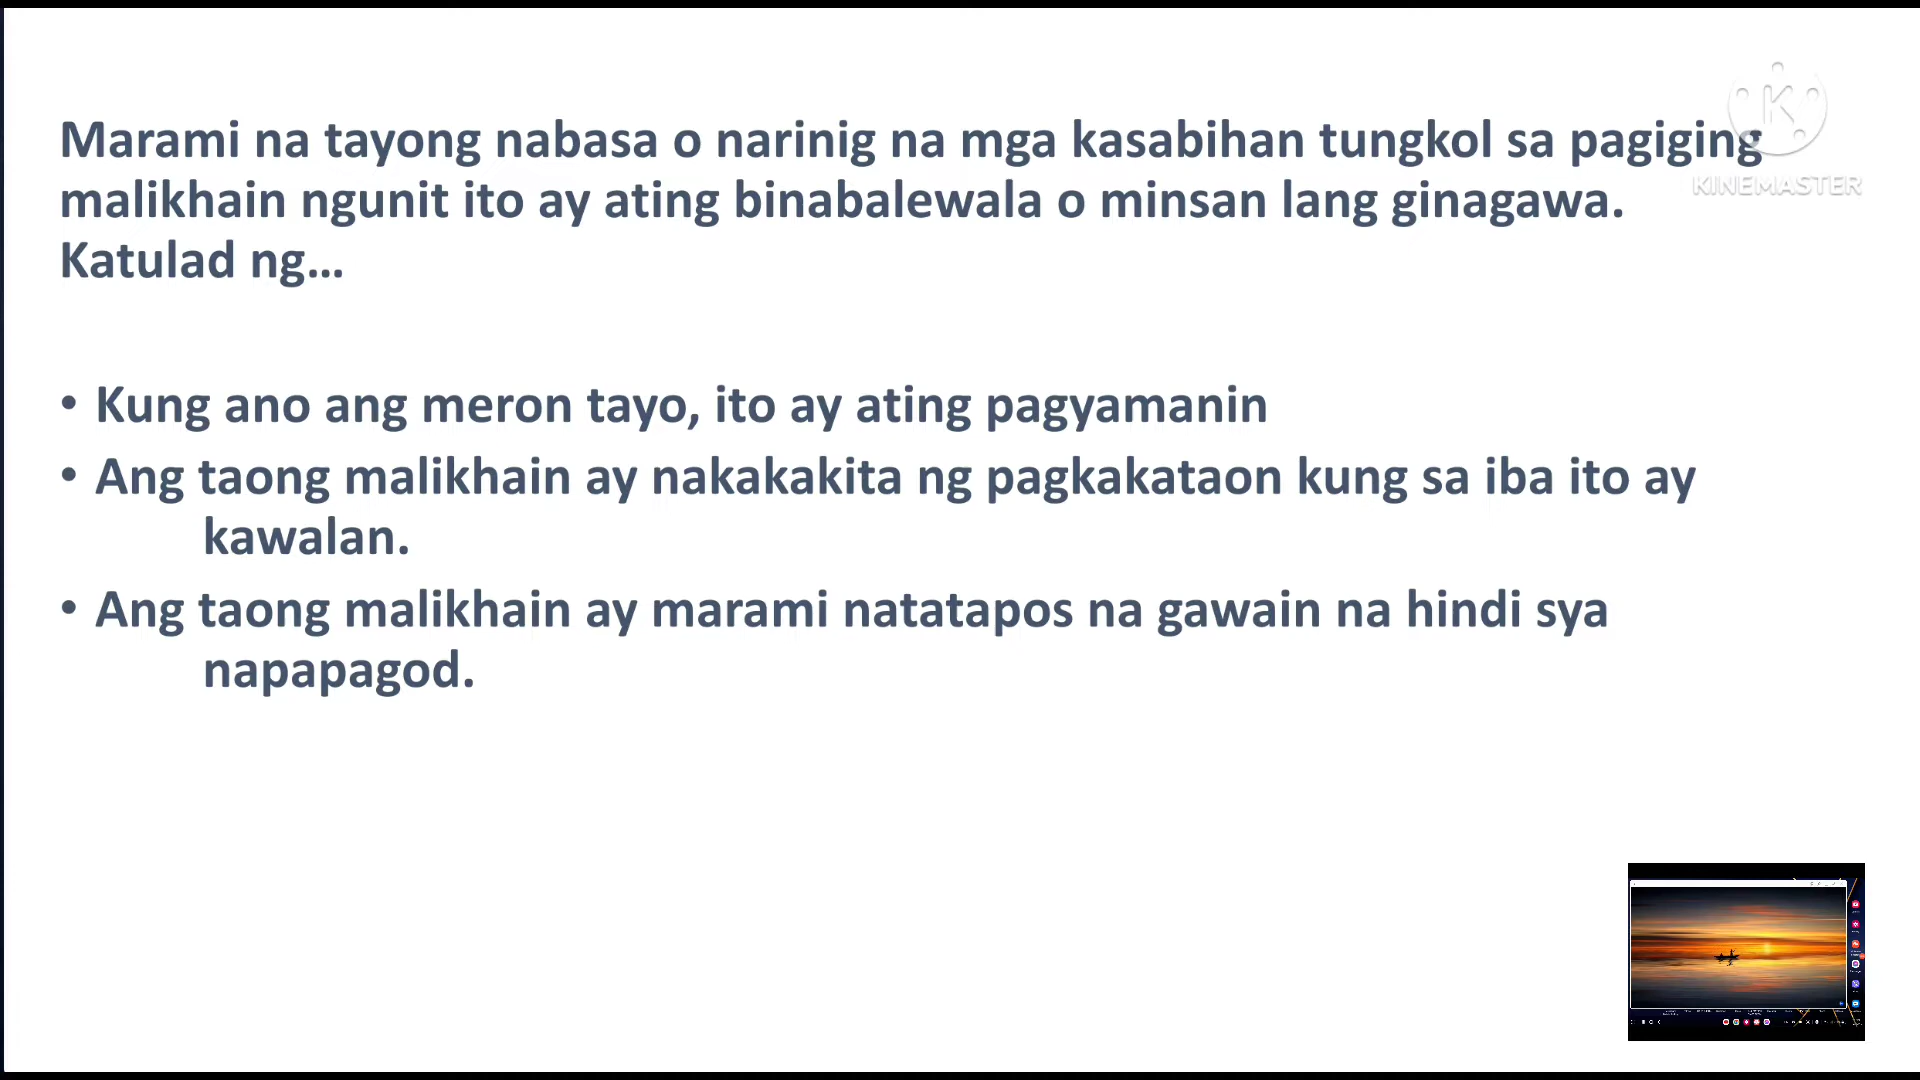 Marami na tayong nabasa o narinig na mga kasabihan tungkol sa pagiging
malikhain ngunit ito ay ating binabalewala o minsan lang ginagawa.
Katulad ng...
• Kung ano ang meron tayo, ito ay ating pagyamanin
• Ang taong malikhain ay nakakakita ng pagkakataon kung sa iba ito ay
kawalan.
• Ang taong malikhain ay marami natatapos na gawain na hindi sya
napapagod.
K
KINEMASTER